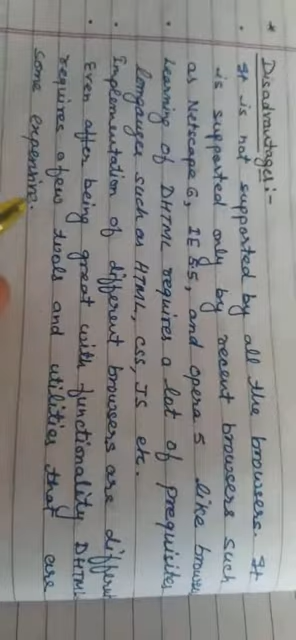 * Disadvantages :-
• It is not supported by all the browsers. It
is supported only by recent browsers such
as Netscape 6, IE 5.5, and Opera 5 like browse
• Learning of DHTML requires a lot of prequisites
languages such as HTML, CSS, JS etc.
• Implementation of different browsers are different
• Even after being great with functionality DHTML
requires a few tools and utilities that are
some expensive.